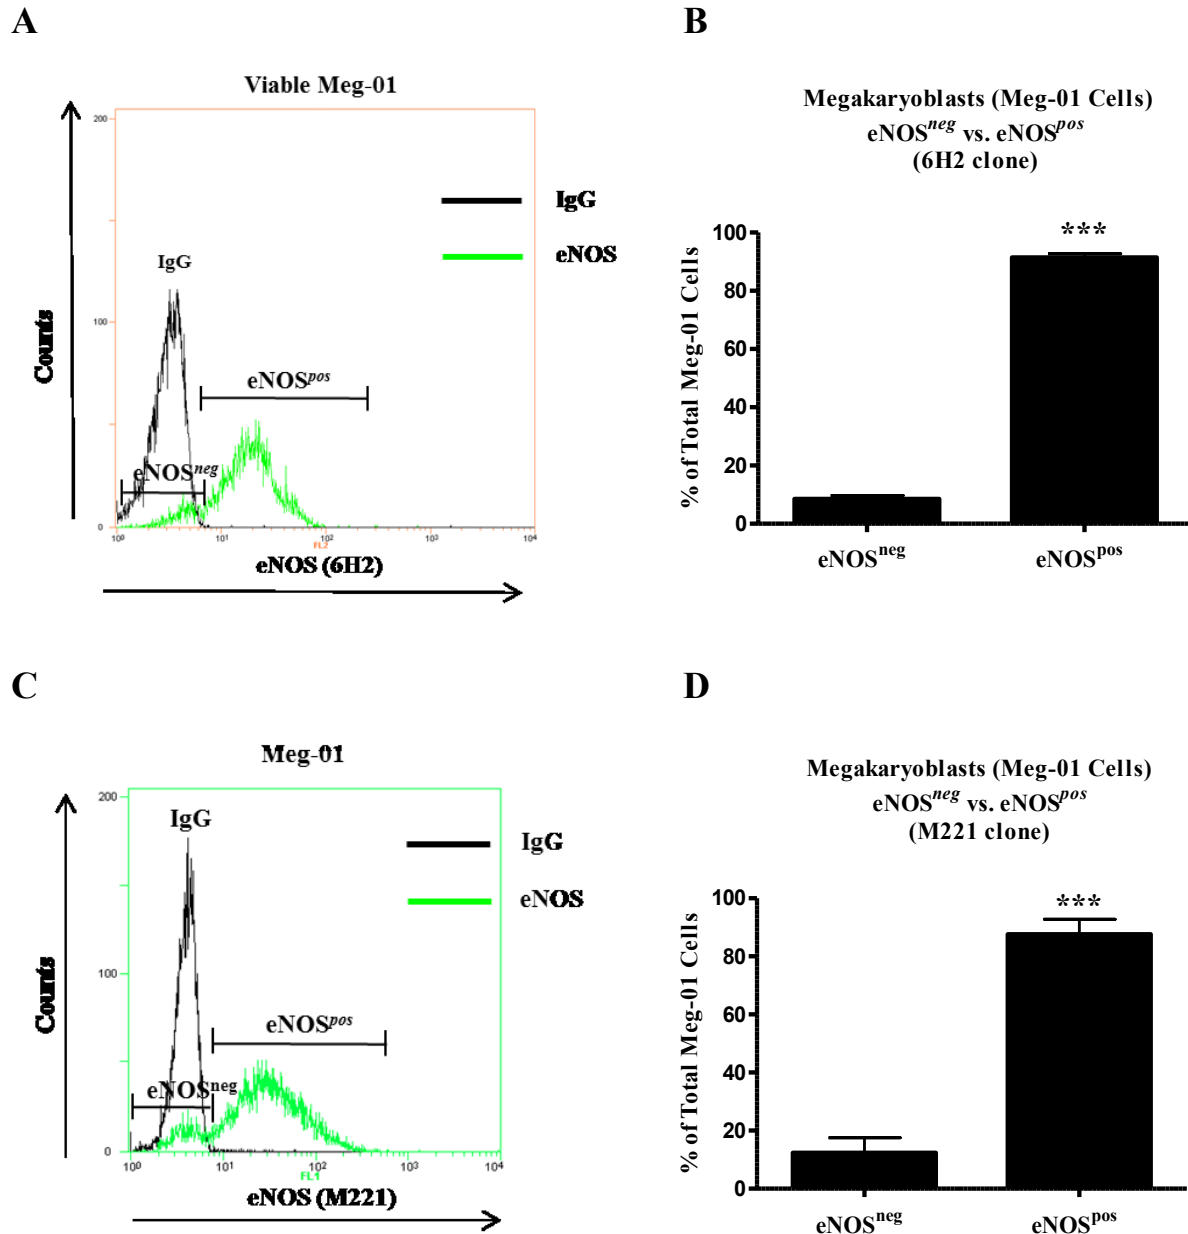 A
Viable Meg-01
200
100
0
Counts
IgG
eNOS
IgG
eNOSpos
eNOSneg
10⁰ 10¹ 10² 10³ 10⁴
FL2
eNOS (6H2)
B
Megakaryoblasts (Meg-01 Cells)
eNOSneg vs. eNOSpos
(6H2 clone)
% of Total Meg-01 Cells
100
80
60
40
20
0
***
eNOSneg eNOSpos
C
Meg-01
200
100
0
Counts
IgG
IgG
eNOS
eNOSpos
eNOSneg
10⁰ 10¹ 10² 10³ 10⁴
FL1
eNOS (M221)
D
Megakaryoblasts (Meg-01 Cells)
eNOSneg vs. eNOSpos
(M221 clone)
% of Total Meg-01 Cells
100
80
60
40
20
0
***
eNOSneg eNOSpos